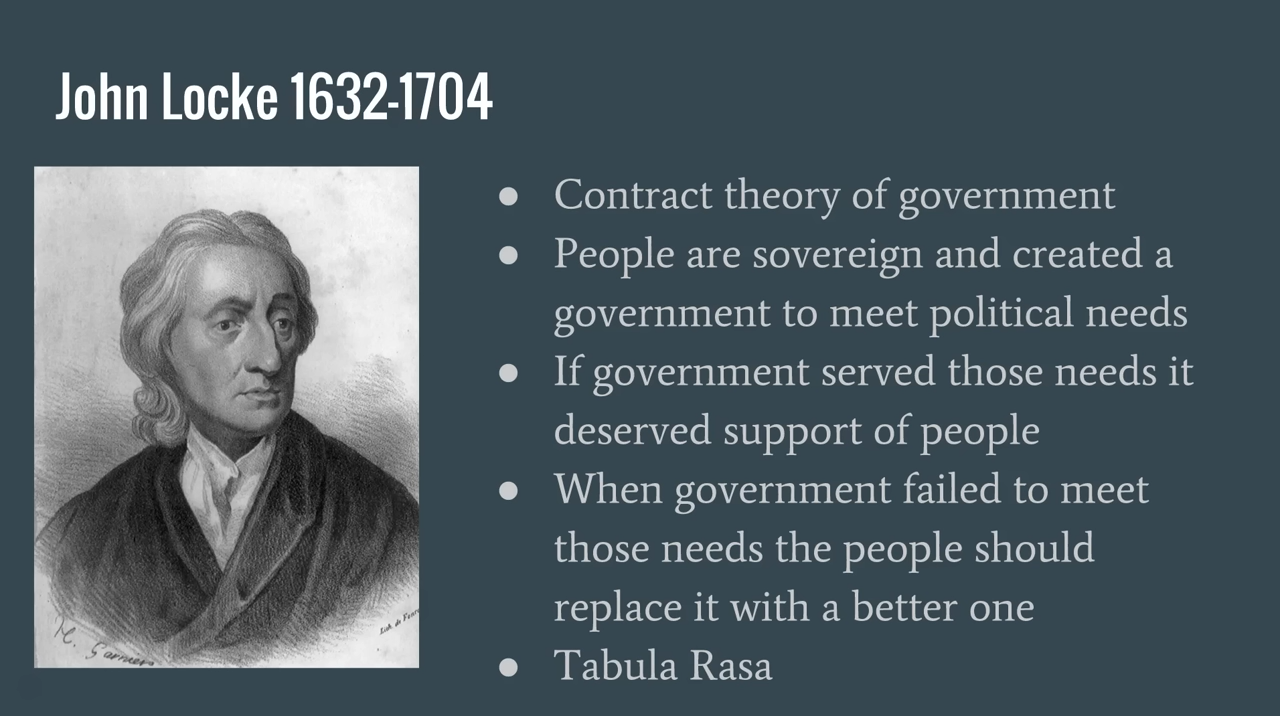 John Locke 1632-1704
● Contract theory of government
● People are sovereign and created a
government to meet political needs
● If government served those needs it
deserved support of people
● When government failed to meet
those needs the people should
replace it with a better one
● Tabula Rasa
H. Garnier